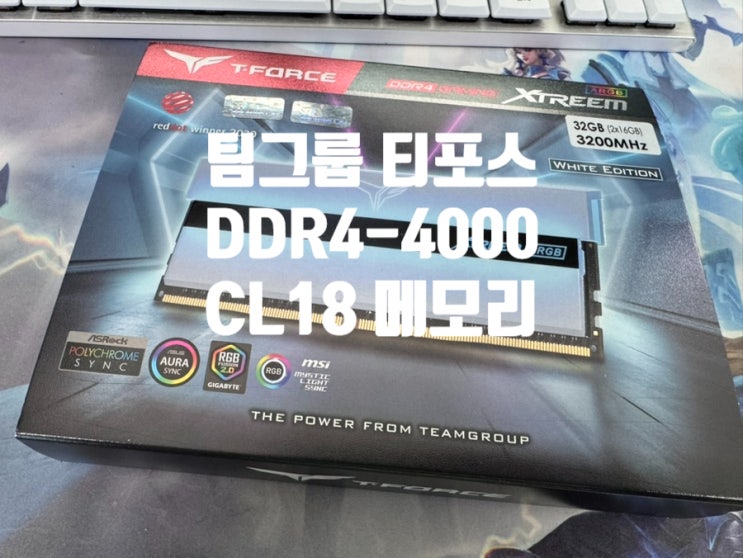 T-FORCE
DDR4 GAMING
XTREEM ARGB
32GB (2x16GB)
3200MHz
WHITE EDITION
reddot winner 2020
팀그룹 티포스
DDR4-4000
CL18 메모리
RGB
ASRock
POLYCHROME
SYNC
ASUS
AURA
SYNC
RGB
FUSION
2.0
GIGABYTE
RGB
msi
MYSTIC
LIGHT
SYNC
THE POWER FROM TEAMGROUP
T-FORCE